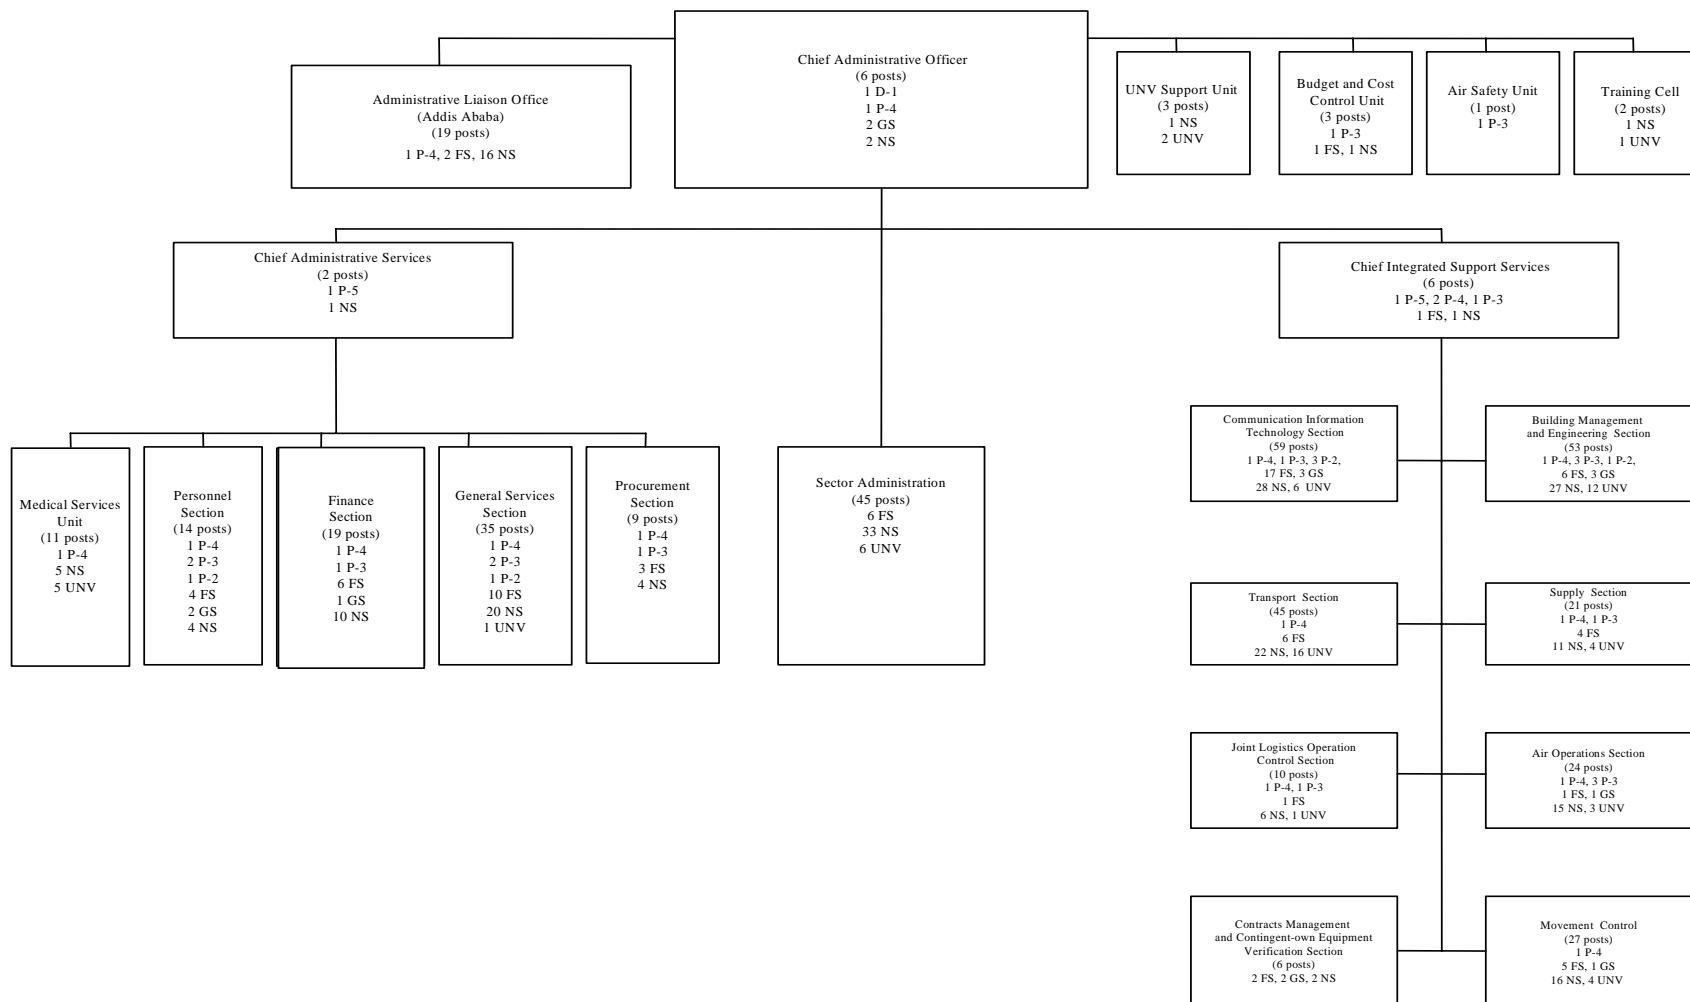 Chief Administrative Officer
(6 posts)
1 D-1
1 P-4
2 GS
2 NS
Administrative Liaison Office
(Addis Ababa)
(19 posts)
1 P-4, 2 FS, 16 NS
UNV Support Unit
(3 posts)
1 NS
2 UNV
Budget and Cost
Control Unit
(3 posts)
1 P-3
1 FS, 1 NS
Air Safety Unit
(1 post)
1 P-3
Training Cell
(2 posts)
1 NS
1 UNV
Chief Administrative Services
(2 posts)
1 P-5
1 NS
Chief Integrated Support Services
(6 posts)
1 P-5, 2 P-4, 1 P-3
1 FS, 1 NS
Medical Services
Unit
(11 posts)
1 P-4
5 NS
5 UNV
Personnel
Section
(14 posts)
1 P-4
2 P-3
1 P-2
4 FS
2 GS
4 NS
Finance
Section
(19 posts)
1 P-4
1 P-3
6 FS
1 GS
10 NS
General Services
Section
(35 posts)
1 P-4
2 P-3
1 P-2
10 FS
20 NS
1 UNV
Procurement
Section
(9 posts)
1 P-4
1 P-3
3 FS
4 NS
Sector Administration
(45 posts)
6 FS
33 NS
6 UNV
Communication Information
Technology Section
(59 posts)
1 P-4, 1 P-3, 3 P-2,
17 FS, 3 GS
28 NS, 6 UNV
Building Management
and Engineering Section
(53 posts)
1 P-4, 3 P-3, 1 P-2,
6 FS, 3 GS
27 NS, 12 UNV
Transport Section
(45 posts)
1 P-4
6 FS
22 NS, 16 UNV
Supply Section
(21 posts)
1 P-4, 1 P-3
4 FS
11 NS, 4 UNV
Joint Logistics Operation
Control Section
(10 posts)
1 P-4, 1 P-3
1 FS
6 NS, 1 UNV
Air Operations Section
(24 posts)
1 P-4, 3 P-3
1 FS, 1 GS
15 NS, 3 UNV
Contracts Management
and Contingent-own Equipment
Verification Section
(6 posts)
2 FS, 2 GS, 2 NS
Movement Control
(27 posts)
1 P-4
5 FS, 1 GS
16 NS, 4 UNV